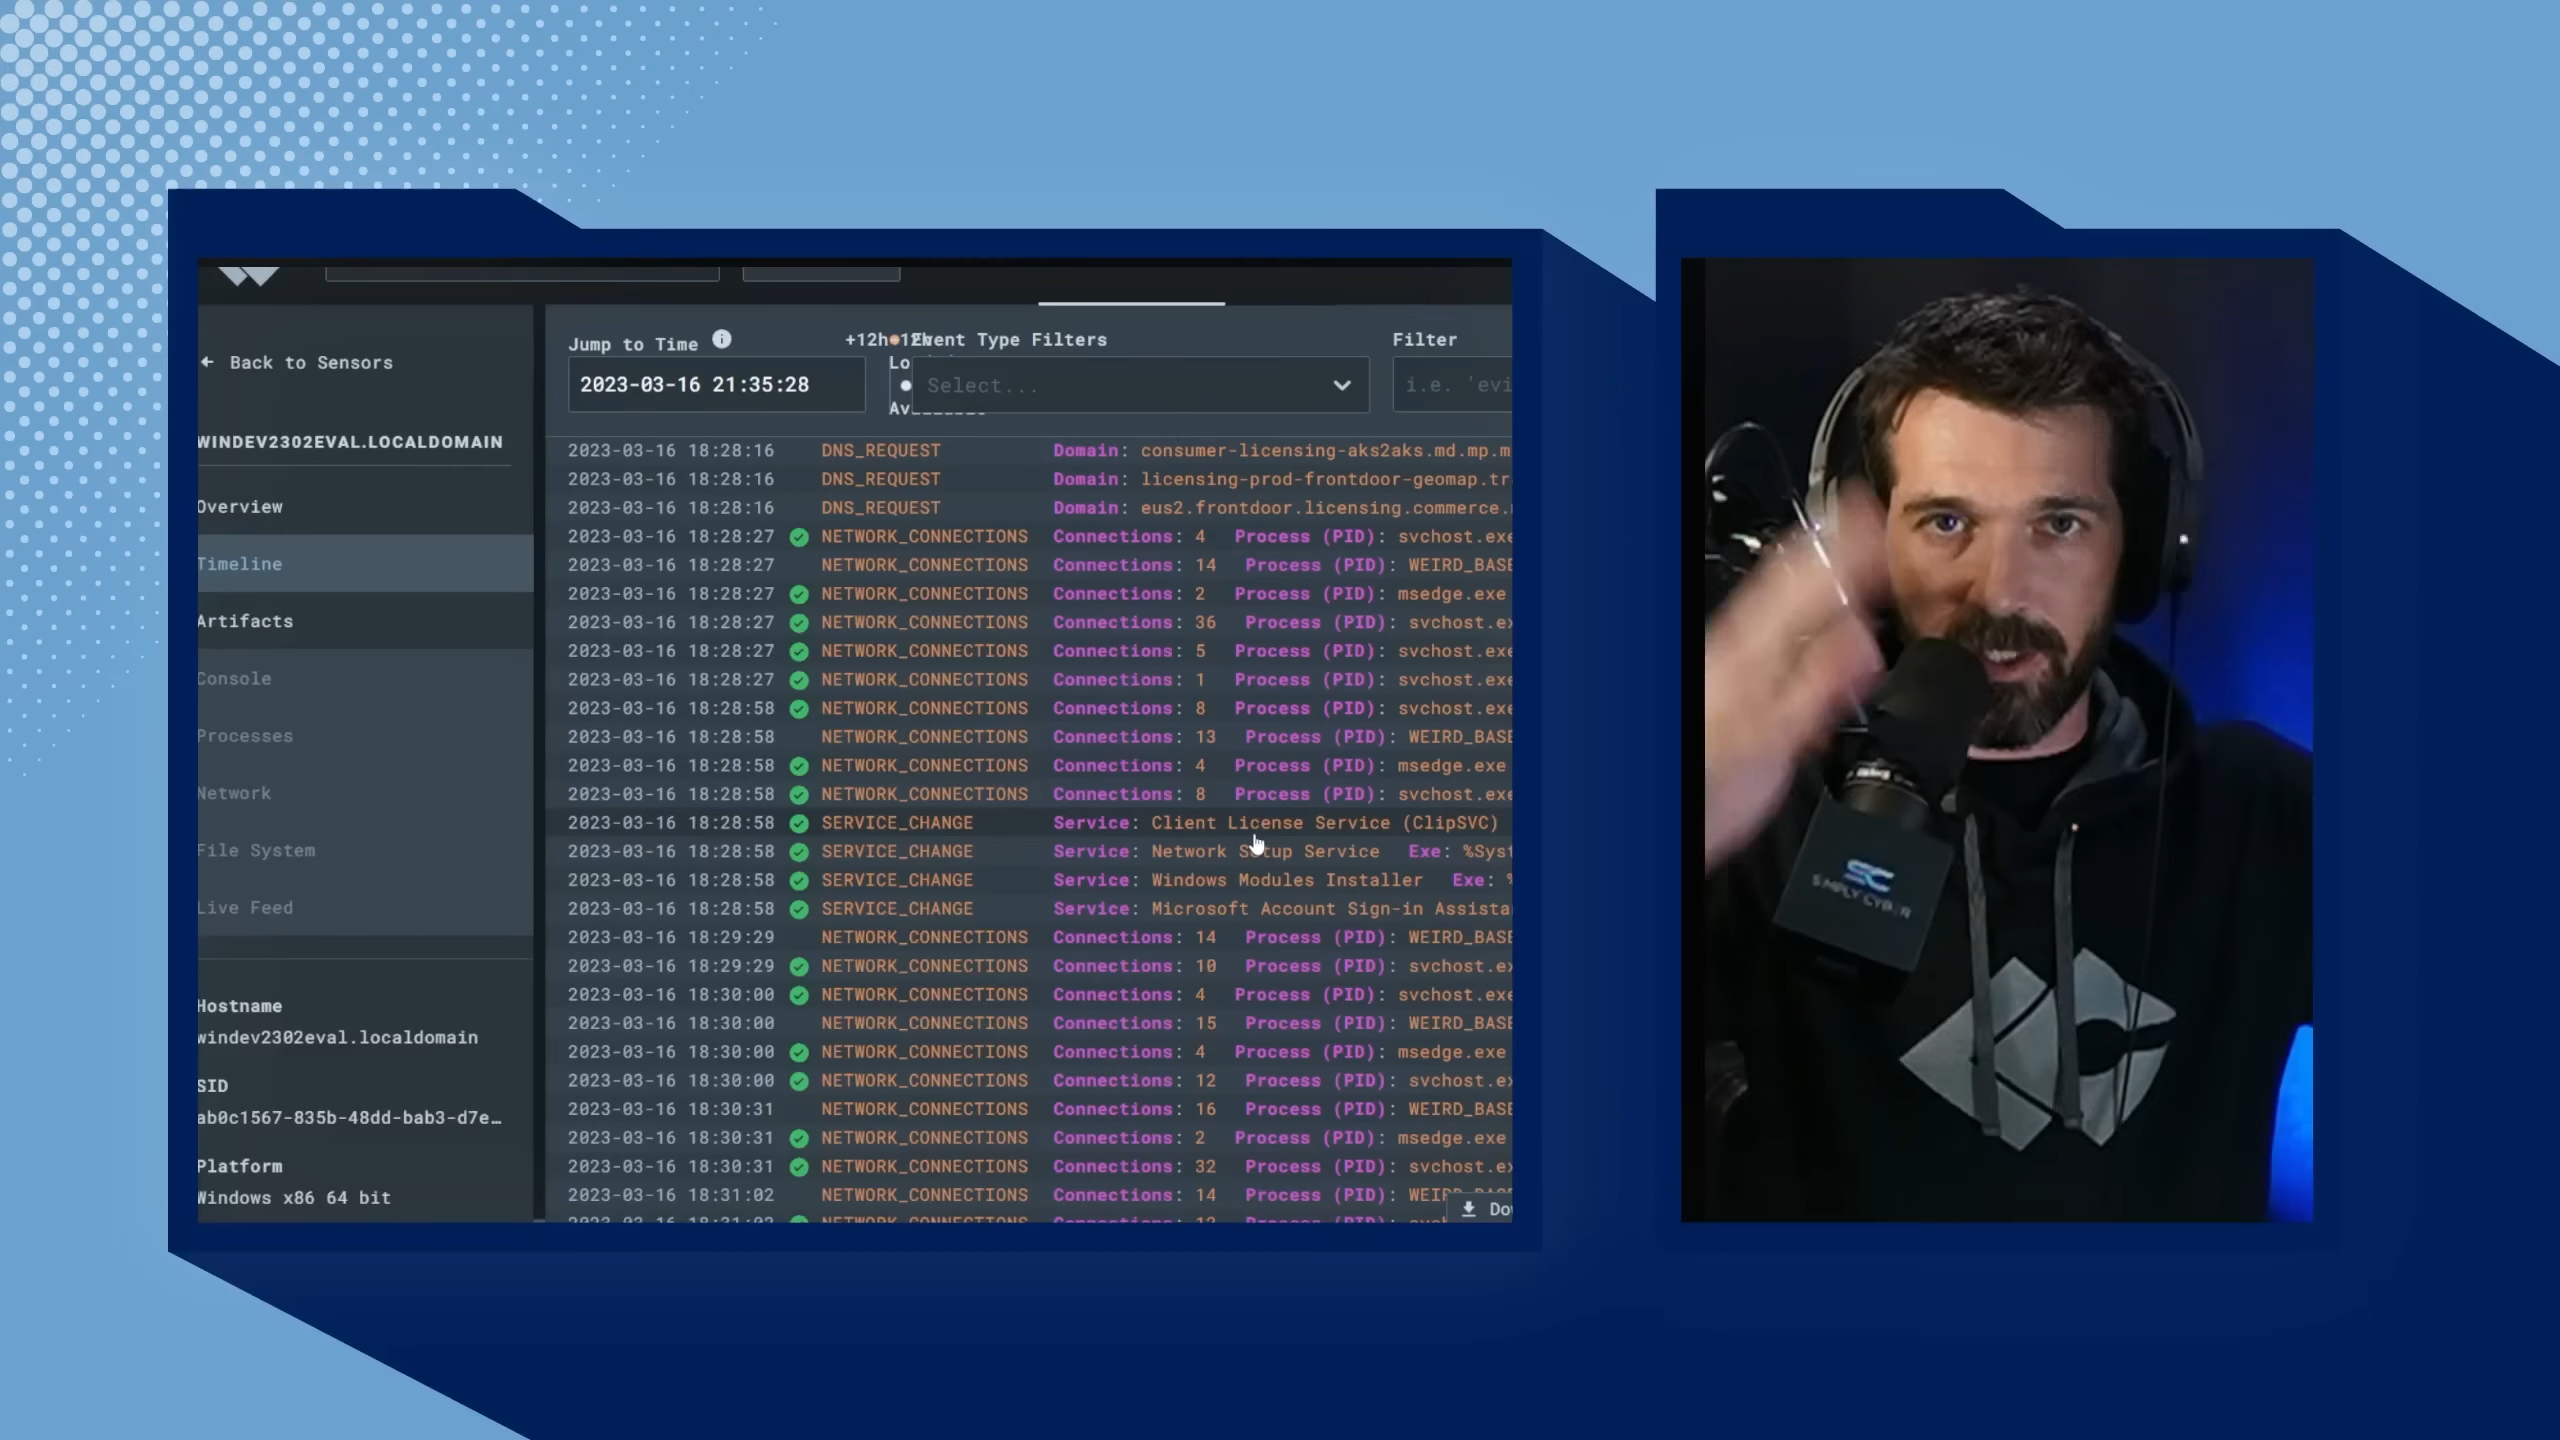 Jump to Time
+12h
Event Type Filters
Filter
2023-03-16 21:35:28
Select...
i.e. 'evi
← Back to Sensors
WINDEV2302EVAL.LOCALDOMAIN
Overview
Timeline
Artifacts
Console
Processes
Network
File System
Live Feed
Hostname
windev2302eval.localdomain
SID
ab0c1567-835b-48dd-bab3-d7e…
Platform
Windows x86 64 bit
2023-03-16 18:28:16 DNS_REQUEST Domain: consumer-licensing-aks2aks.md.mp.m
2023-03-16 18:28:16 DNS_REQUEST Domain: licensing-prod-frontdoor-geomap.tr
2023-03-16 18:28:16 DNS_REQUEST Domain: eus2.frontdoor.licensing.commerce.
2023-03-16 18:28:27 NETWORK_CONNECTIONS Connections: 4 Process (PID): svchost.exe
2023-03-16 18:28:27 NETWORK_CONNECTIONS Connections: 14 Process (PID): WEIRD_BASE
2023-03-16 18:28:27 NETWORK_CONNECTIONS Connections: 2 Process (PID): msedge.exe
2023-03-16 18:28:27 NETWORK_CONNECTIONS Connections: 36 Process (PID): svchost.ex
2023-03-16 18:28:27 NETWORK_CONNECTIONS Connections: 5 Process (PID): svchost.exe
2023-03-16 18:28:27 NETWORK_CONNECTIONS Connections: 1 Process (PID): svchost.exe
2023-03-16 18:28:58 NETWORK_CONNECTIONS Connections: 8 Process (PID): svchost.exe
2023-03-16 18:28:58 NETWORK_CONNECTIONS Connections: 13 Process (PID): WEIRD_BASE
2023-03-16 18:28:58 NETWORK_CONNECTIONS Connections: 4 Process (PID): msedge.exe
2023-03-16 18:28:58 NETWORK_CONNECTIONS Connections: 8 Process (PID): svchost.exe
2023-03-16 18:28:58 SERVICE_CHANGE Service: Client License Service (ClipSVC)
2023-03-16 18:28:58 SERVICE_CHANGE Service: Network Setup Service Exe: %Syst
2023-03-16 18:28:58 SERVICE_CHANGE Service: Windows Modules Installer Exe:
2023-03-16 18:28:58 SERVICE_CHANGE Service: Microsoft Account Sign-in Assista
2023-03-16 18:29:29 NETWORK_CONNECTIONS Connections: 14 Process (PID): WEIRD_BASE
2023-03-16 18:29:29 NETWORK_CONNECTIONS Connections: 10 Process (PID): svchost.ex
2023-03-16 18:30:00 NETWORK_CONNECTIONS Connections: 4 Process (PID): svchost.exe
2023-03-16 18:30:00 NETWORK_CONNECTIONS Connections: 15 Process (PID): WEIRD_BASE
2023-03-16 18:30:00 NETWORK_CONNECTIONS Connections: 4 Process (PID): msedge.exe
2023-03-16 18:30:00 NETWORK_CONNECTIONS Connections: 12 Process (PID): svchost.ex
2023-03-16 18:30:31 NETWORK_CONNECTIONS Connections: 16 Process (PID): WEIRD_BASE
2023-03-16 18:30:31 NETWORK_CONNECTIONS Connections: 2 Process (PID): msedge.exe
2023-03-16 18:30:31 NETWORK_CONNECTIONS Connections: 32 Process (PID): svchost.ex
2023-03-16 18:31:02 NETWORK_CONNECTIONS Connections: 14 Process (PID):
Dow
SC
SIMPLY CYBER